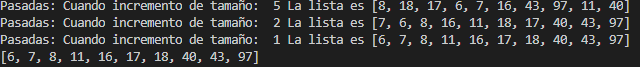 Pasadas: Cuando incremento de tamaño:  5 La lista es [8, 18, 17, 6, 7, 16, 43, 97, 11, 40]
Pasadas: Cuando incremento de tamaño:  2 La lista es [7, 6, 8, 16, 11, 18, 17, 40, 43, 97]
Pasadas: Cuando incremento de tamaño:  1 La lista es [6, 7, 8, 11, 16, 17, 18, 40, 43, 97]
[6, 7, 8, 11, 16, 17, 18, 40, 43, 97]